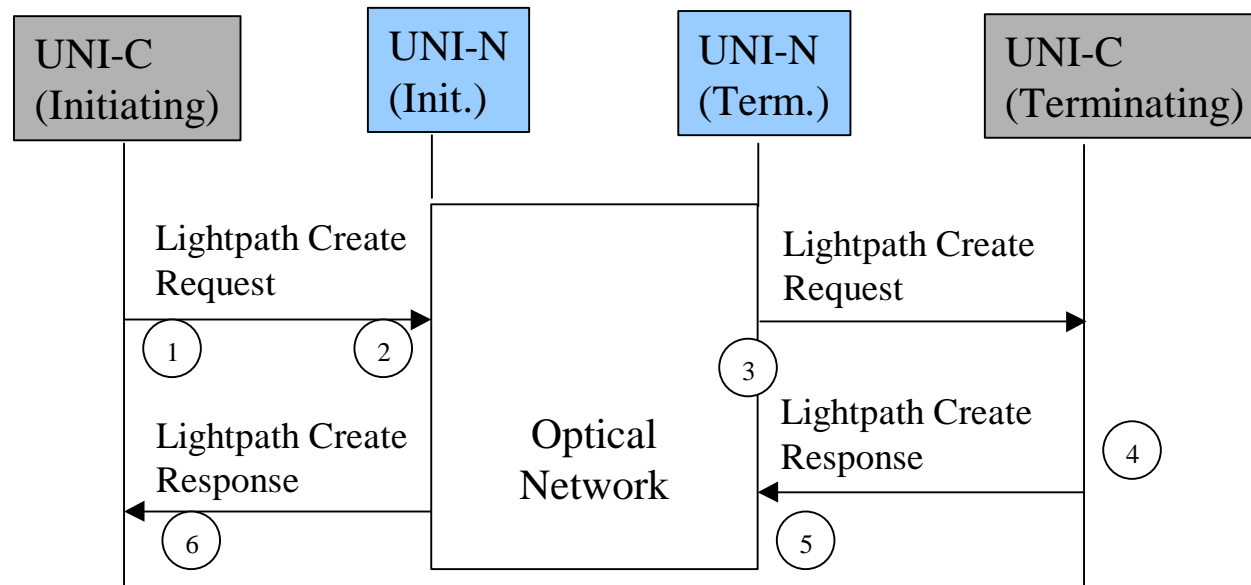 UNI-C
(Initiating)
UNI-N
(Init.)
UNI-N
(Term.)
UNI-C
(Terminating)
Lightpath Create
Request
Lightpath Create
Request
1
2
3
Lightpath Create
Response
Optical
Network
Lightpath Create
Response
4
6
5